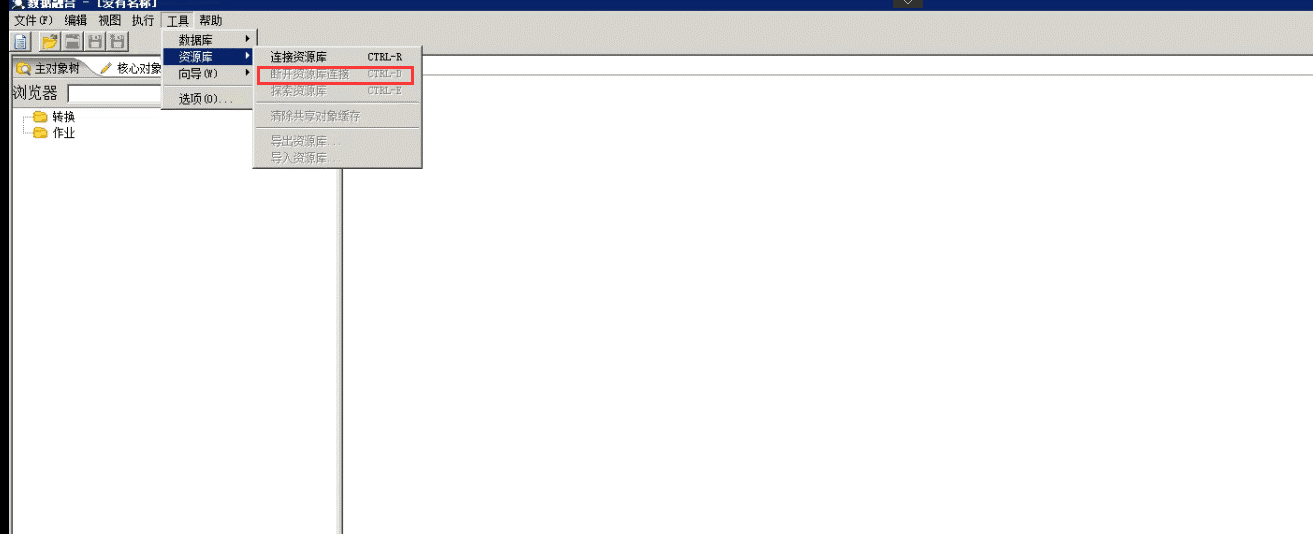 数据融合 - [没有名称]
文件(F) 编辑 视图 执行 工具 帮助
数据库
资源库
向导(W)
选项(O)...
连接资源库 CTRL-R
断开资源库连接 CTRL-D
探索资源库 CTRL-E
清除共享对象缓存
导出资源库...
导入资源库...
主对象树 核心对象
浏览器
转换
作业